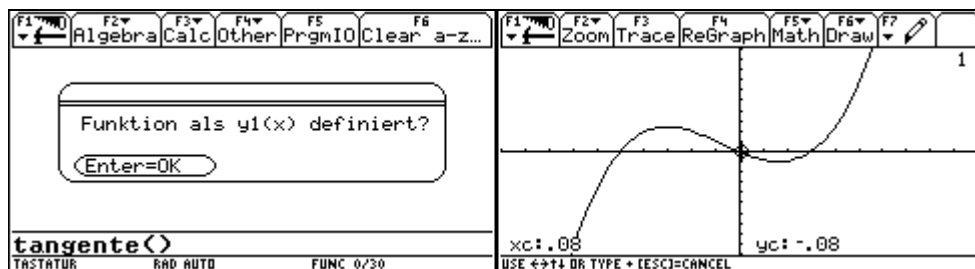 F1 F2 F3 F4 F5 F6
Algebra Calc Other PrgmIO Clear a-z…
Funktion als y1(x) definiert?
Enter=OK
tangente()
TASTATUR RAD AUTO FUNC 0/30
F1 F2 F3 F4 F5 F6 F7
Zoom Trace ReGraph Math Draw
1
xc:.08 yc:-.08
USE ←→↑↓ OR TYPE + [ESC]=CANCEL